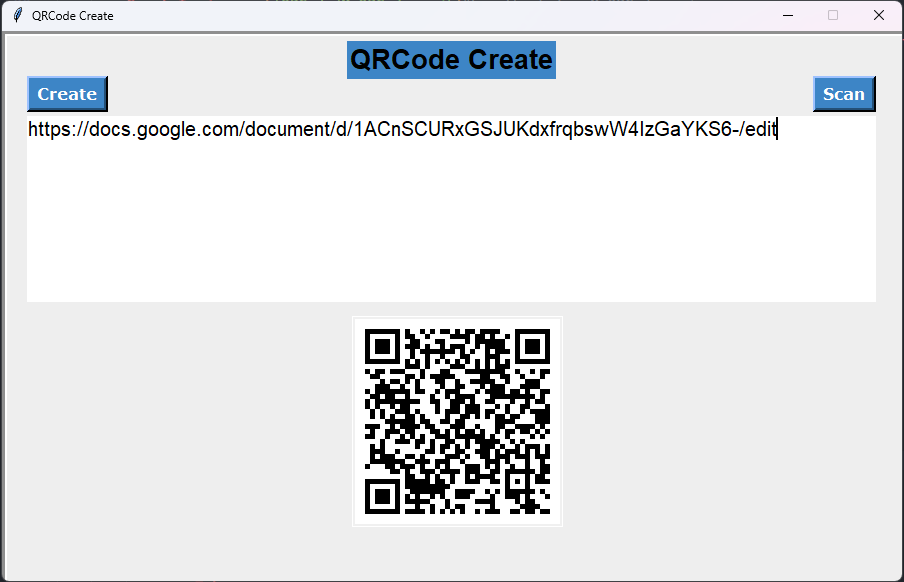 QRCode Create
QRCode Create
Create
Scan
https://docs.google.com/document/d/1ACnSCURxGSJUKdxfrqbswW4IzGaYKS6-/edit